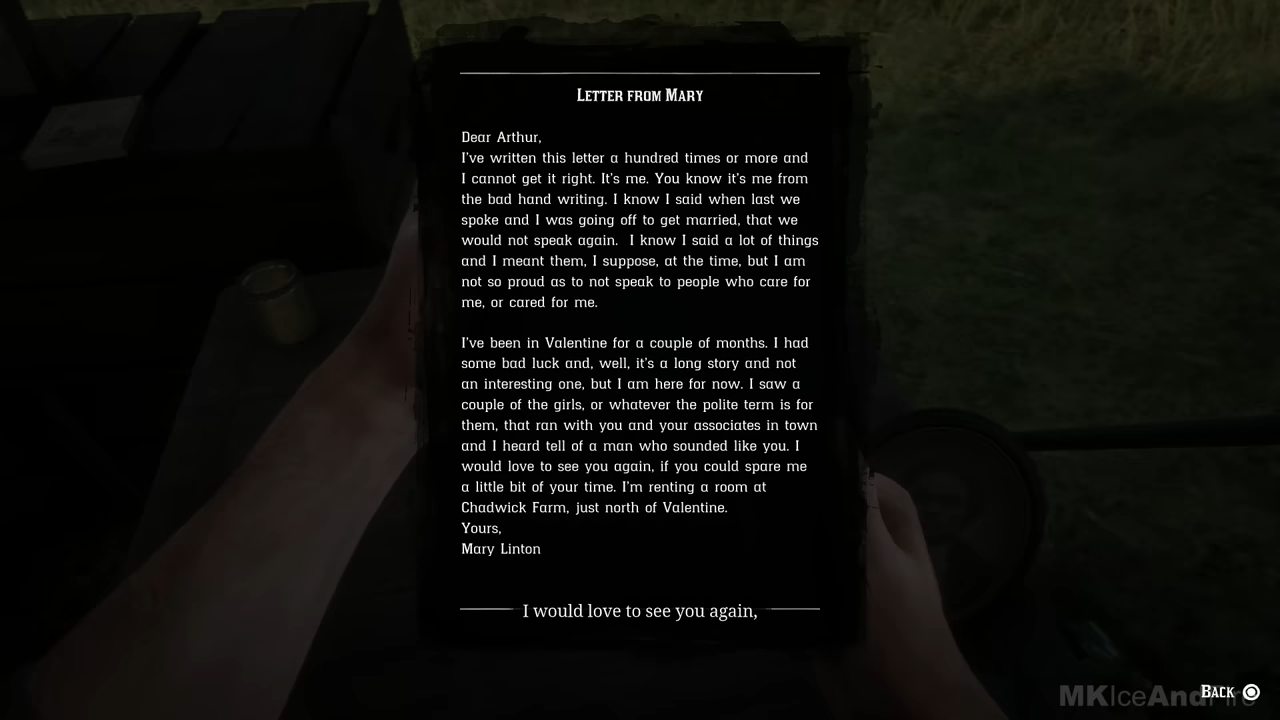 Letter from Mary
Dear Arthur,
I've written this letter a hundred times or more and
I cannot get it right. It's me. You know it's me from
the bad hand writing. I know I said when last we
spoke and I was going off to get married, that we
would not speak again.  I know I said a lot of things
and I meant them, I suppose, at the time, but I am
not so proud as to not speak to people who care for
me, or cared for me.
I've been in Valentine for a couple of months. I had
some bad luck and, well, it's a long story and not
an interesting one, but I am here for now. I saw a
couple of the girls, or whatever the polite term is for
them, that ran with you and your associates in town
and I heard tell of a man who sounded like you. I
would love to see you again, if you could spare me
a little bit of your time. I'm renting a room at
Chadwick Farm, just north of Valentine.
Yours,
Mary Linton
I would love to see you again,
Back
MKIceAndFire